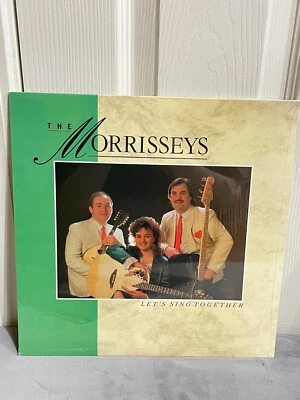 THE
MORRISSEYS
LET'S SING TOGETHER